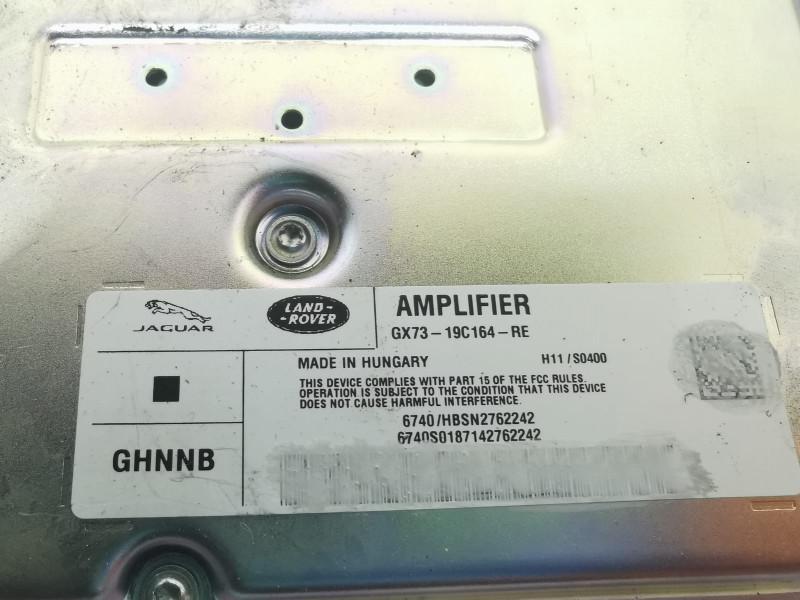 JAGUAR
LAND-
-ROVER
AMPLIFIER
GX73-19C164-RE
MADE IN HUNGARY
H11/S0400
THIS DEVICE COMPLIES WITH PART 15 OF THE FCC RULES.
OPERATION IS SUBJECT TO THE CONDITION THAT THIS DEVICE
DOES NOT CAUSE HARMFUL INTERFERENCE.
6740/HBSN2762242
6740S0187142762242
GHNNB